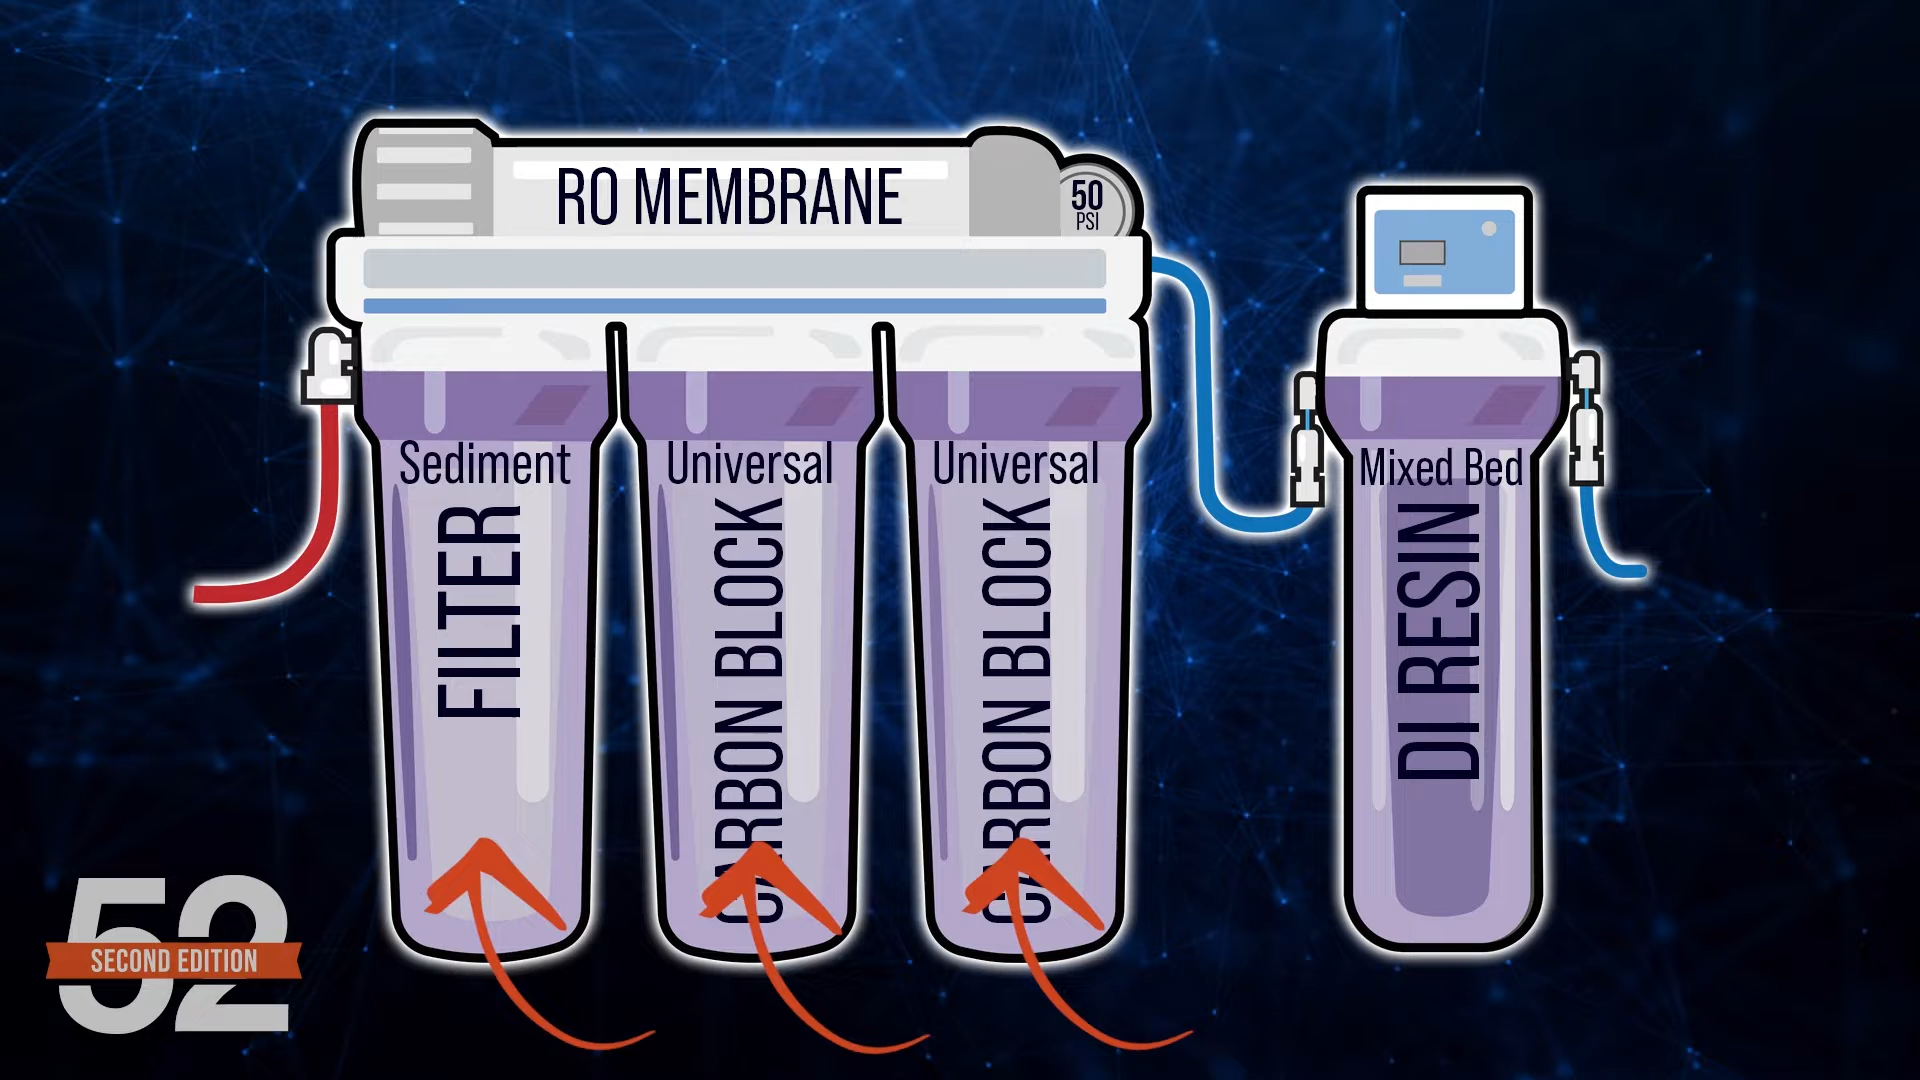 RO MEMBRANE
50
PSI
Sediment
FILTER
Universal
CARBON BLOCK
Universal
CARBON BLOCK
Mixed Bed
DI RESIN
52
SECOND EDITION